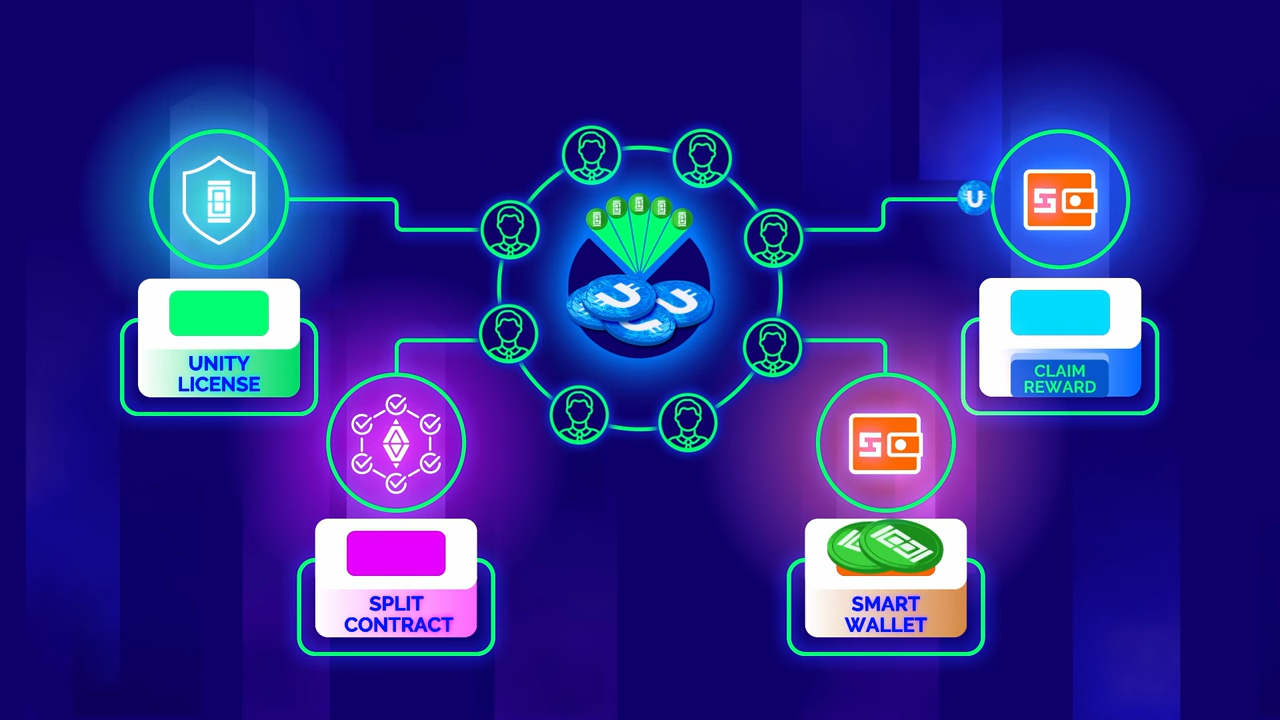 UNITY
LICENSE
CLAIM
REWARD
SPLIT
CONTRACT
SMART
WALLET